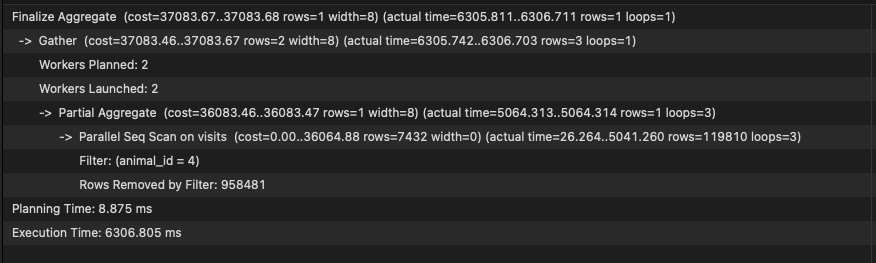 Finalize Aggregate (cost=37083.67..37083.68 rows=1 width=8) (actual time=6305.811..6306.711 rows=1 loops=1)
-> Gather (cost=37083.46..37083.67 rows=2 width=8) (actual time=6305.742..6306.703 rows=3 loops=1)
Workers Planned: 2
Workers Launched: 2
-> Partial Aggregate (cost=36083.46..36083.47 rows=1 width=8) (actual time=5064.313..5064.314 rows=1 loops=3)
-> Parallel Seq Scan on visits (cost=0.00..36064.88 rows=7432 width=0) (actual time=26.264..5041.260 rows=119810 loops=3)
Filter: (animal_id = 4)
Rows Removed by Filter: 958481
Planning Time: 8.875 ms
Execution Time: 6306.805 ms